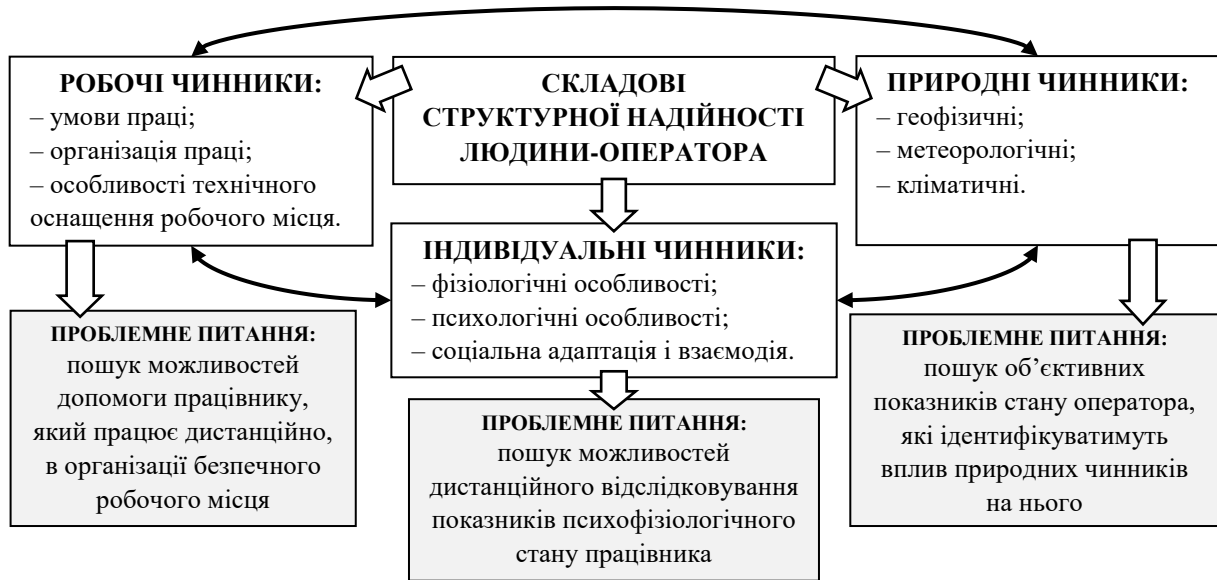 РОБОЧІ ЧИННИКИ:
– умови праці;
– організація праці;
– особливості технічного
оснащення робочого місця.
СКЛАДОВІ
СТРУКТУРНОЇ НАДІЙНОСТІ
ЛЮДИНИ-ОПЕРАТОРА
ПРИРОДНІ ЧИННИКИ:
– геофізичні;
– метеорологічні;
– кліматичні.
ІНДИВІДУАЛЬНІ ЧИННИКИ:
– фізіологічні особливості;
– психологічні особливості;
– соціальна адаптація і взаємодія.
ПРОБЛЕМНЕ ПИТАННЯ:
пошук можливостей
допомоги працівнику,
який працює дистанційно,
в організації безпечного
робочого місця
ПРОБЛЕМНЕ ПИТАННЯ:
пошук можливостей
дистанційного відслідковування
показників психофізіологічного
стану працівника
ПРОБЛЕМНЕ ПИТАННЯ:
пошук об’єктивних
показників стану оператора,
які ідентифікуватимуть
вплив природних чинників
на нього